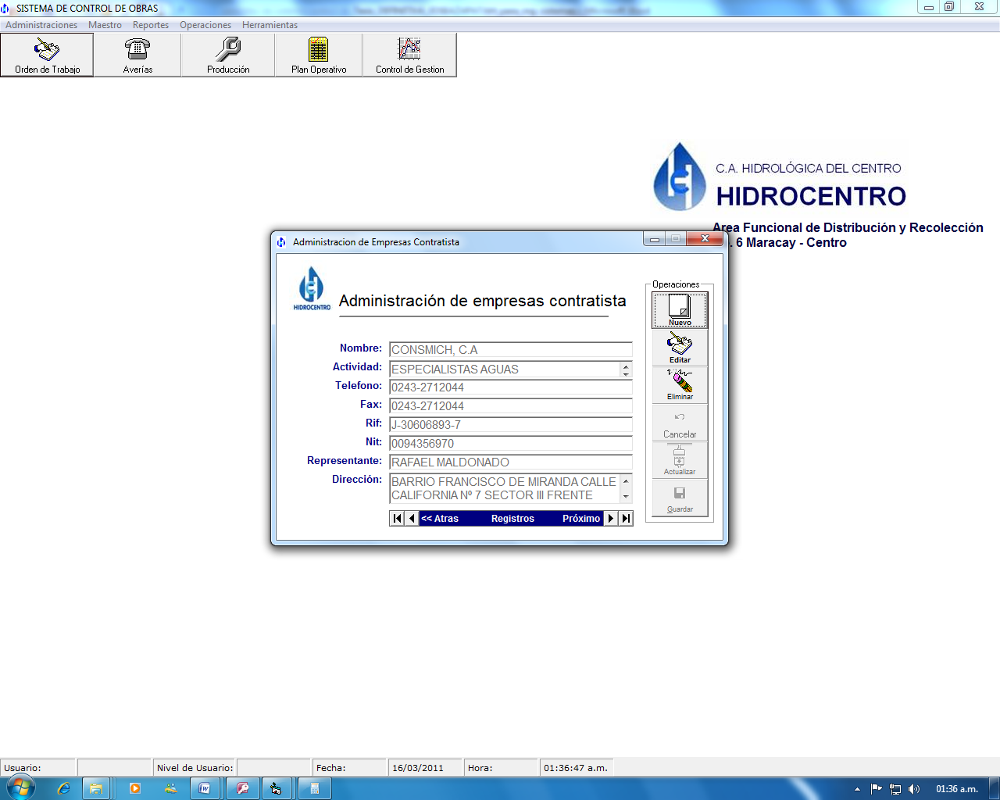 SISTEMA DE CONTROL DE OBRAS
Administraciones Maestro Reportes Operaciones Herramientas
Orden de Trabajo Averías Producción Plan Operativo Control de Gestion
C.A. HIDROLÓGICA DEL CENTRO
HIDROCENTRO
Area Funcional de Distribución y Recolección
. 6 Maracay - Centro
Administracion de Empresas Contratista
HIDROCENTRO
Administración de empresas contratista
Nombre: CONSMICH, C.A
Actividad: ESPECIALISTAS AGUAS
Telefono: 0243-2712044
Fax: 0243-2712044
Rif: J-30606893-7
Nit: 0094356970
Representante: RAFAEL MALDONADO
Dirección: BARRIO FRANCISCO DE MIRANDA CALLE
CALIFORNIA Nº 7 SECTOR III FRENTE
<< Atras Registros Próximo
Operaciones
Nuevo
Editar
Eliminar
Cancelar
Actualizar
Guardar
Usuario: Nivel de Usuario: Fecha: 16/03/2011 Hora: 01:36:47 a.m.
01:36 a.m.